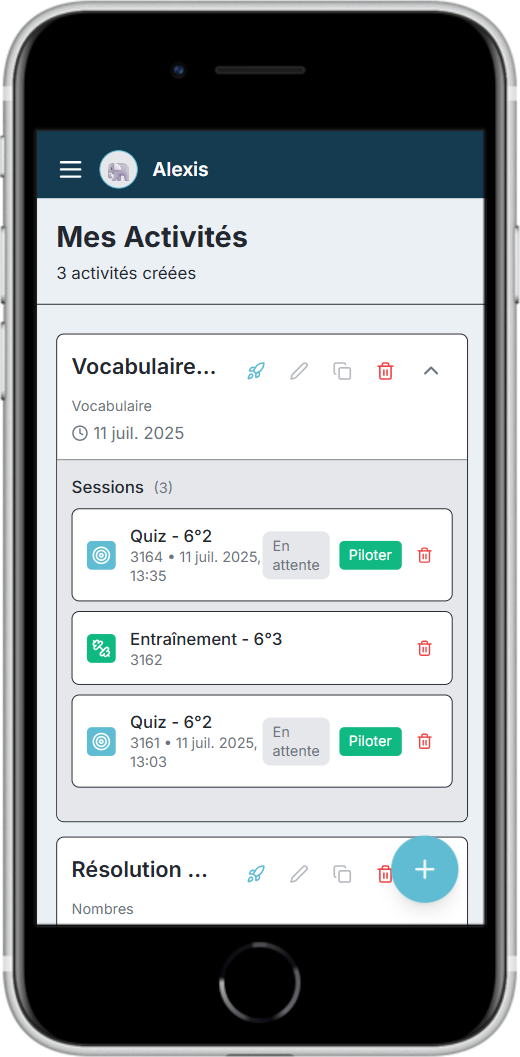 Alexis
Mes Activités
3 activités créées
Vocabulaire...
Vocabulaire
11 juil. 2025
Sessions (3)
Quiz - 6°2
3164 • 11 juil. 2025,
13:35
En
attente
Piloter
Entraînement - 6°3
3162
Quiz - 6°2
3161 • 11 juil. 2025,
13:03
En
attente
Piloter
Résolution ...
Nombres